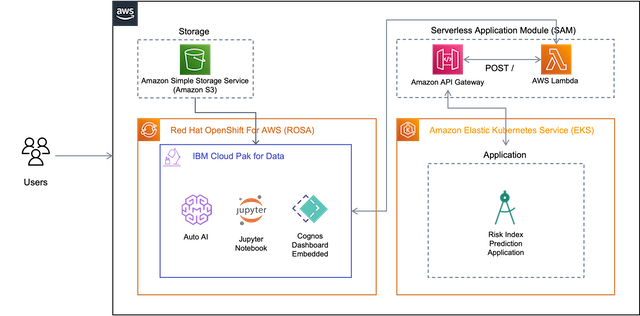 aws
Storage
Amazon Simple Storage Service
(Amazon S3)
Serverless Application Module (SAM)
POST /
Amazon API Gateway
AWS Lambda
Users
Red Hat OpenShift For AWS (ROSA)
IBM Cloud Pak for Data
Auto AI
jupyter
Jupyter
Notebook
Cognos
Dashboard
Embedded
Amazon Elastic Kubernetes Service (EKS)
Application
Risk Index
Prediction
Application